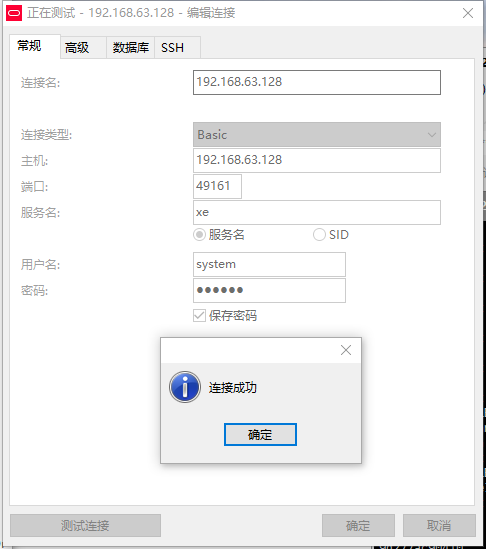 正在测试 - 192.168.63.128 - 编辑连接
常规 高级 数据库 SSH
连接名: 192.168.63.128
连接类型: Basic
主机: 192.168.63.128
端口: 49161
服务名: xe
服务名 SID
用户名: system
密码: ●●●●●●
保存密码
连接成功
确定
测试连接 确定 取消